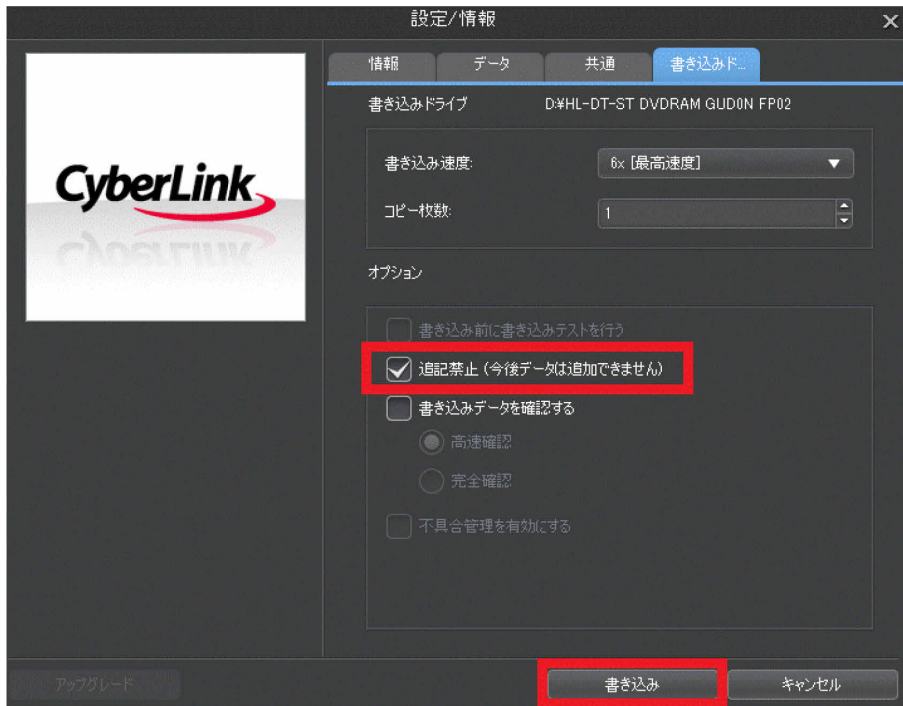 設定/情報
CyberLink
情報 データ 共通 書き込みド...
書き込みドライブ D:¥HL-DT-ST DVDRAM GUD0N FP02
書き込み速度: 6x [最高速度]
コピー枚数: 1
オプション
書き込み前に書き込みテストを行う
追記禁止 (今後データは追加できません)
書き込みデータを確認する
高速確認
完全確認
不具合管理を有効にする
アップグレード 書き込み キャンセル